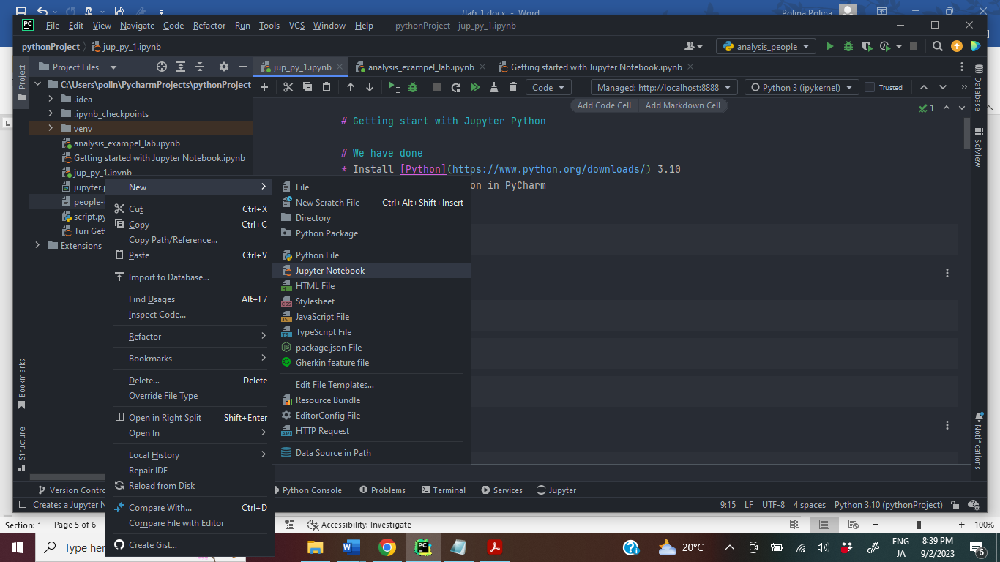 Лаб 1.docx - Word
Polina Polina
File Edit View Navigate Code Refactor Run Tools VCS Window Help pythonProject - jup_py_1.ipynb
pythonProject jup_py_1.ipynb
analysis_people
Project
Project Files
jup_py_1.ipynb analysis_exampel_lab.ipynb Getting started with Jupyter Notebook.ipynb
Code Managed: http://localhost:8888 Python 3 (ipykernel) Trusted
Add Code Cell Add Markdown Cell
1
C:\Users\polin\PycharmProjects\pythonProject
.idea
.ipynb_checkpoints
venv
analysis_exampel_lab.ipynb
Getting started with Jupyter Notebook.ipynb
jup_py_1.ipynb
jupyter.
people-
script.py
Turi Get
Extensions
# Getting start with Jupyter Python
# We have done
* Install [Python](https://www.python.org/downloads/) 3.10
on in PyCharm
New
Cut Ctrl+X
Copy Ctrl+C
Copy Path/Reference...
Paste Ctrl+V
Import to Database...
Find Usages Alt+F7
Inspect Code...
Refactor
Bookmarks
Delete... Delete
Override File Type
Open in Right Split Shift+Enter
Open In
Local History
Repair IDE
Reload from Disk
Compare With... Ctrl+D
Compare File with Editor
Create Gist...
File
New Scratch File Ctrl+Alt+Shift+Insert
Directory
Python Package
Python File
Jupyter Notebook
HTML File
Stylesheet
JavaScript File
TypeScript File
package.json File
Gherkin feature file
Edit File Templates...
Resource Bundle
EditorConfig File
HTTP Request
Data Source in Path
Database
SciView
Notifications
Bookmarks
Structure
Version Contro
Python Console Problems Terminal Services Jupyter
Creates a Jupyter N
9:15 LF UTF-8 4 spaces Python 3.10 (pythonProject)
Section: 1 Page 5 of 6 Accessibility: Investigate 100%
Type her
20°C
ENG
JA
8:39 PM
9/2/2023
6